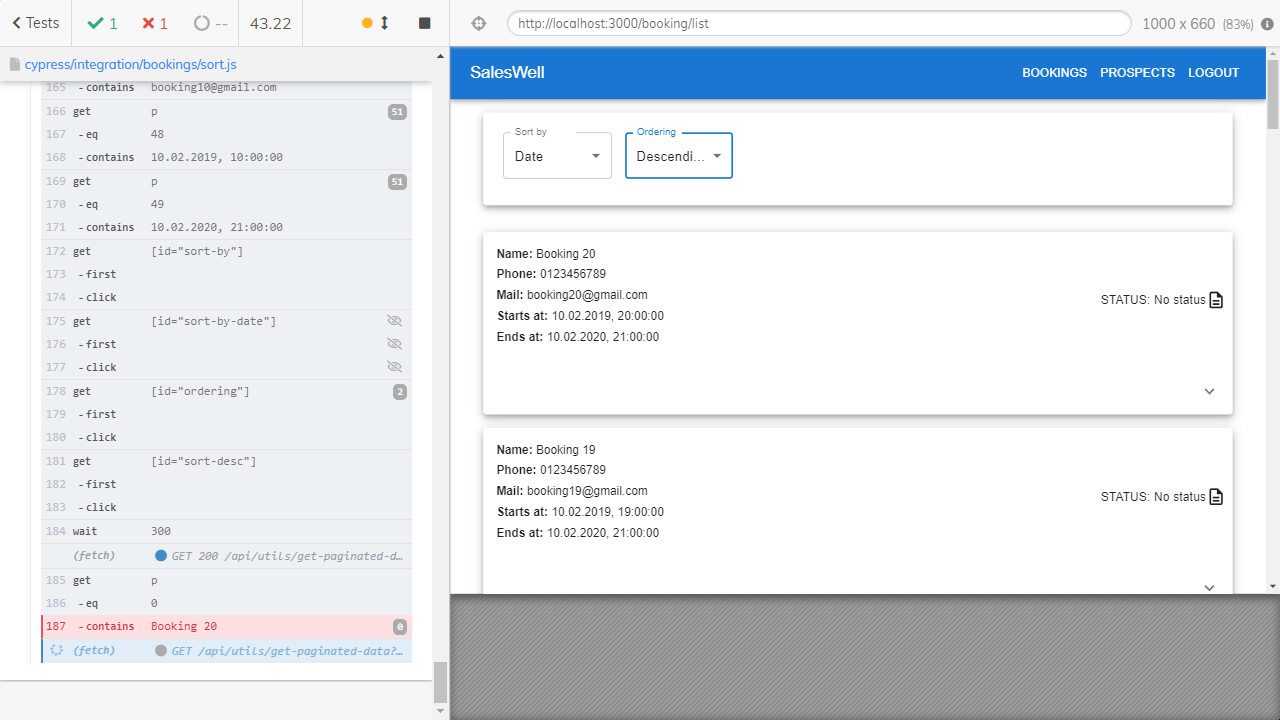 Tests 1 1 -- 43.22
http://localhost:3000/booking/list 1000 x 660 (83%)
cypress/integration/bookings/sort.js
165 -contains booking10@gmail.com
166 get p 51
167 -eq 48
168 -contains 10.02.2019, 10:00:00
169 get p 51
170 -eq 49
171 -contains 10.02.2020, 21:00:00
172 get [id="sort-by"]
173 -first
174 -click
175 get [id="sort-by-date"]
176 -first
177 -click
178 get [id="ordering"] 2
179 -first
180 -click
181 get [id="sort-desc"]
182 -first
183 -click
184 wait 300
(fetch) GET 200 /api/utils/get-paginated-d…
185 get p
186 -eq 0
187 -contains Booking 20 0
(fetch) GET /api/utils/get-paginated-data?…
SalesWell BOOKINGS PROSPECTS LOGOUT
Sort by Ordering
Date Descendi...
Name: Booking 20
Phone: 0123456789
Mail: booking20@gmail.com
STATUS: No status
Starts at: 10.02.2019, 20:00:00
Ends at: 10.02.2020, 21:00:00
Name: Booking 19
Phone: 0123456789
Mail: booking19@gmail.com
STATUS: No status
Starts at: 10.02.2019, 19:00:00
Ends at: 10.02.2020, 21:00:00